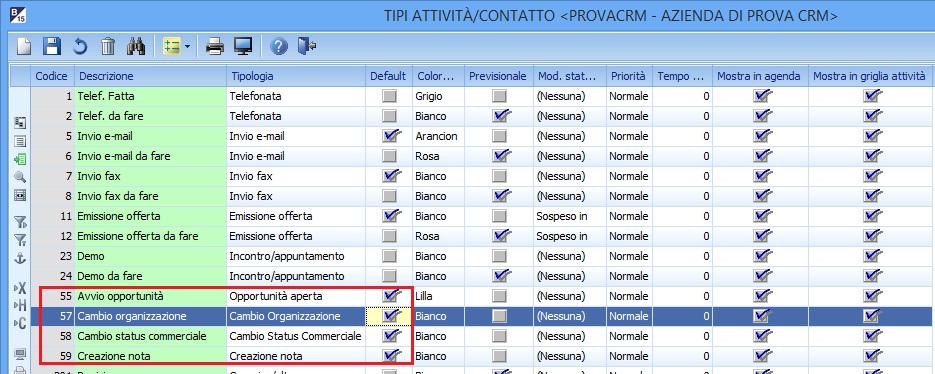 B
15
TIPI ATTIVITÀ/CONTATTO <PROVACRM - AZIENDA DI PROVA CRM>
Codice Descrizione Tipologia Default Color... Previsionale Mod. stat... Priorità Tempo ... Mostra in agenda Mostra in griglia attività
1 Telef. Fatta Telefonata Grigio (Nessuna) Normale 0
2 Telef. da fare Telefonata Bianco (Nessuna) Normale 0
5 Invio e-mail Invio e-mail Arancion (Nessuna) Normale 0
6 Invio e-mail da fare Invio e-mail Rosa (Nessuna) Normale 0
7 Invio fax Invio fax Bianco (Nessuna) Normale 0
8 Invio fax da fare Invio fax Bianco (Nessuna) Normale 0
11 Emissione offerta Emissione offerta Bianco Sospeso in Normale 0
12 Emissione offerta da fare Emissione offerta Rosa Sospeso in Normale 0
23 Demo Incontro/appuntamento Bianco (Nessuna) Normale 0
24 Demo da fare Incontro/appuntamento Bianco (Nessuna) Normale 0
55 Avvio opportunità Opportunità aperta Lilla (Nessuna) Normale 0
57 Cambio organizzazione Cambio Organizzazione Bianco (Nessuna) Normale 0
58 Cambio status commerciale Cambio Status Commerciale Bianco (Nessuna) Normale 0
59 Creazione nota Creazione nota Bianco (Nessuna) Normale 0